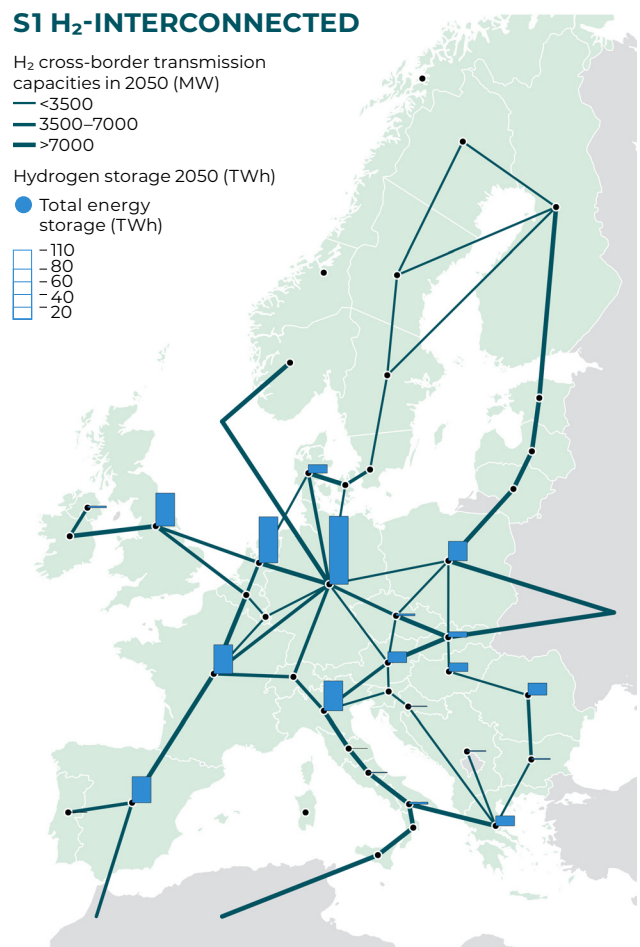 S1 H₂-INTERCONNECTED
H₂ cross-border transmission
capacities in 2050 (MW)
<3500
3500–7000
>7000
Hydrogen storage 2050 (TWh)
Total energy
storage (TWh)
110
80
60
40
20